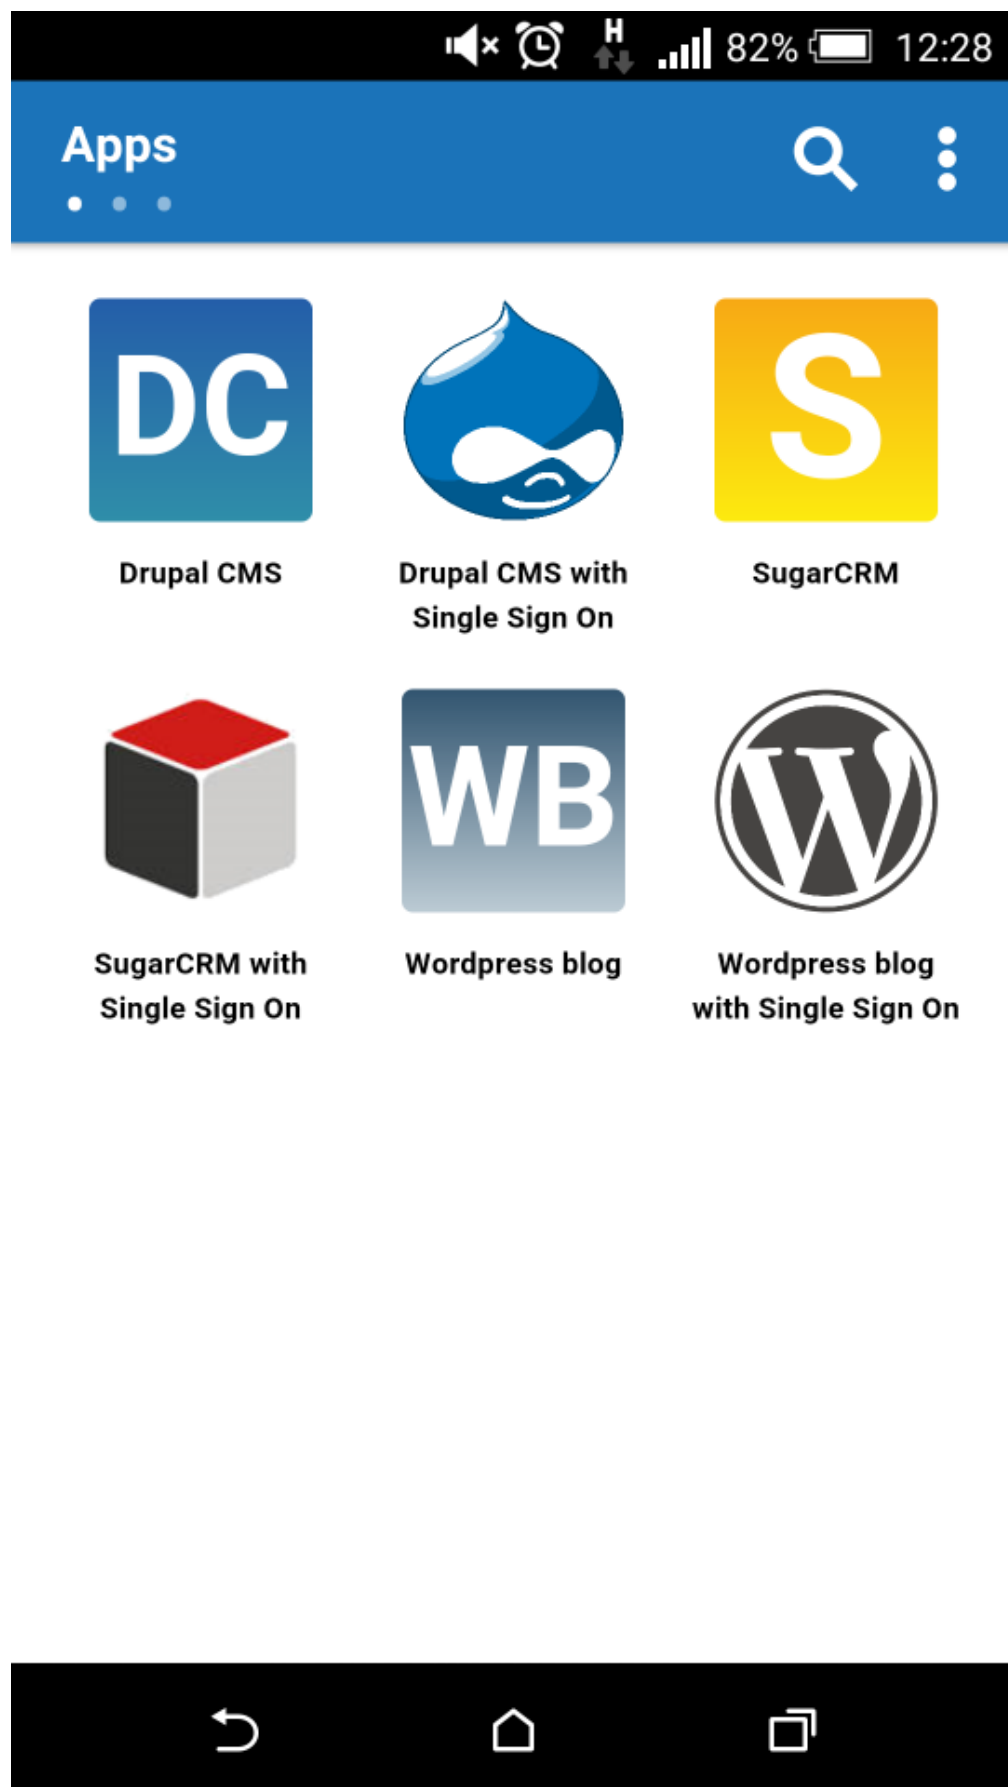 H 82% 12:28
Apps
DC
S
Drupal CMS
Drupal CMS with
Single Sign On
SugarCRM
WB
W
SugarCRM with
Single Sign On
Wordpress blog
Wordpress blog
with Single Sign On